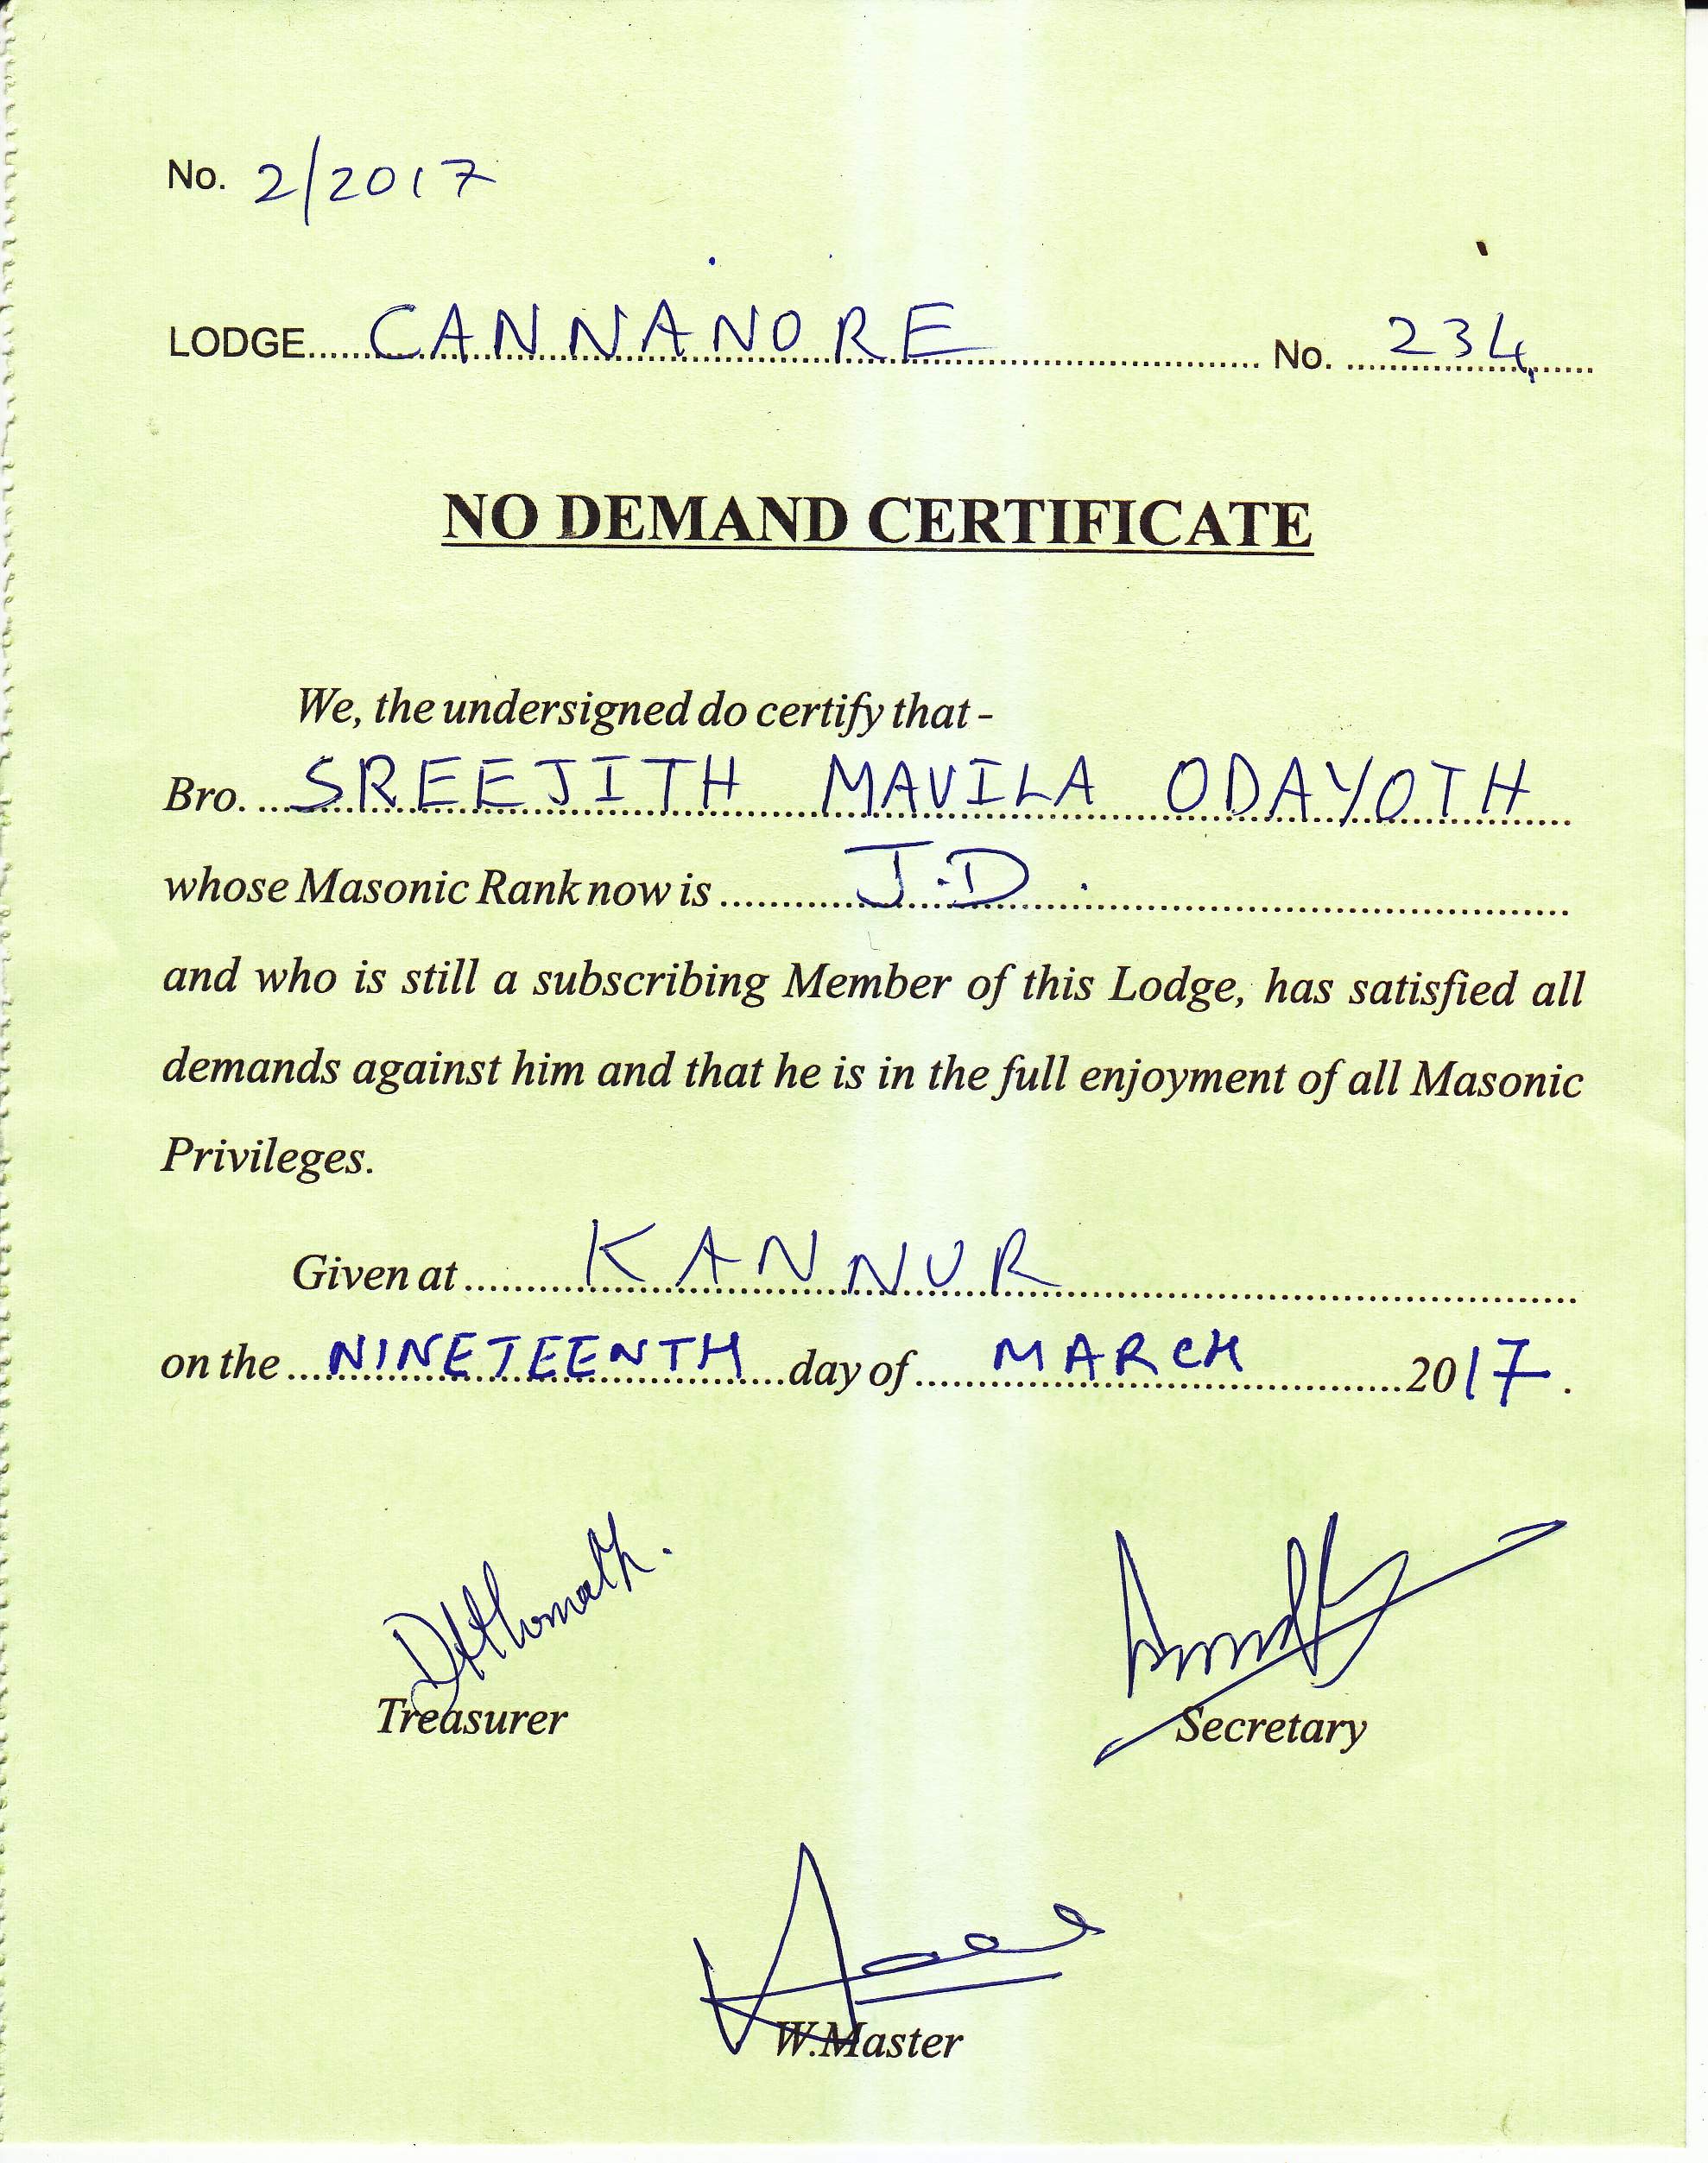 No. 2/2017
LODGE......CANNANORE.................................. No. ....234.......
NO DEMAND CERTIFICATE
We, the undersigned do certify that -
Bro. ...SREEJITH MAVILA ODAYOTH...
whose Masonic Rank now is ............J.D.............................................
and who is still a subscribing Member of this Lodge, has satisfied all
demands against him and that he is in the full enjoyment of all Masonic
Privileges.
Given at ..........KANNUR..................................................
on the ...NINETEENTH...day of......MARCH...............2017.
Treasurer
Secretary
W.Master